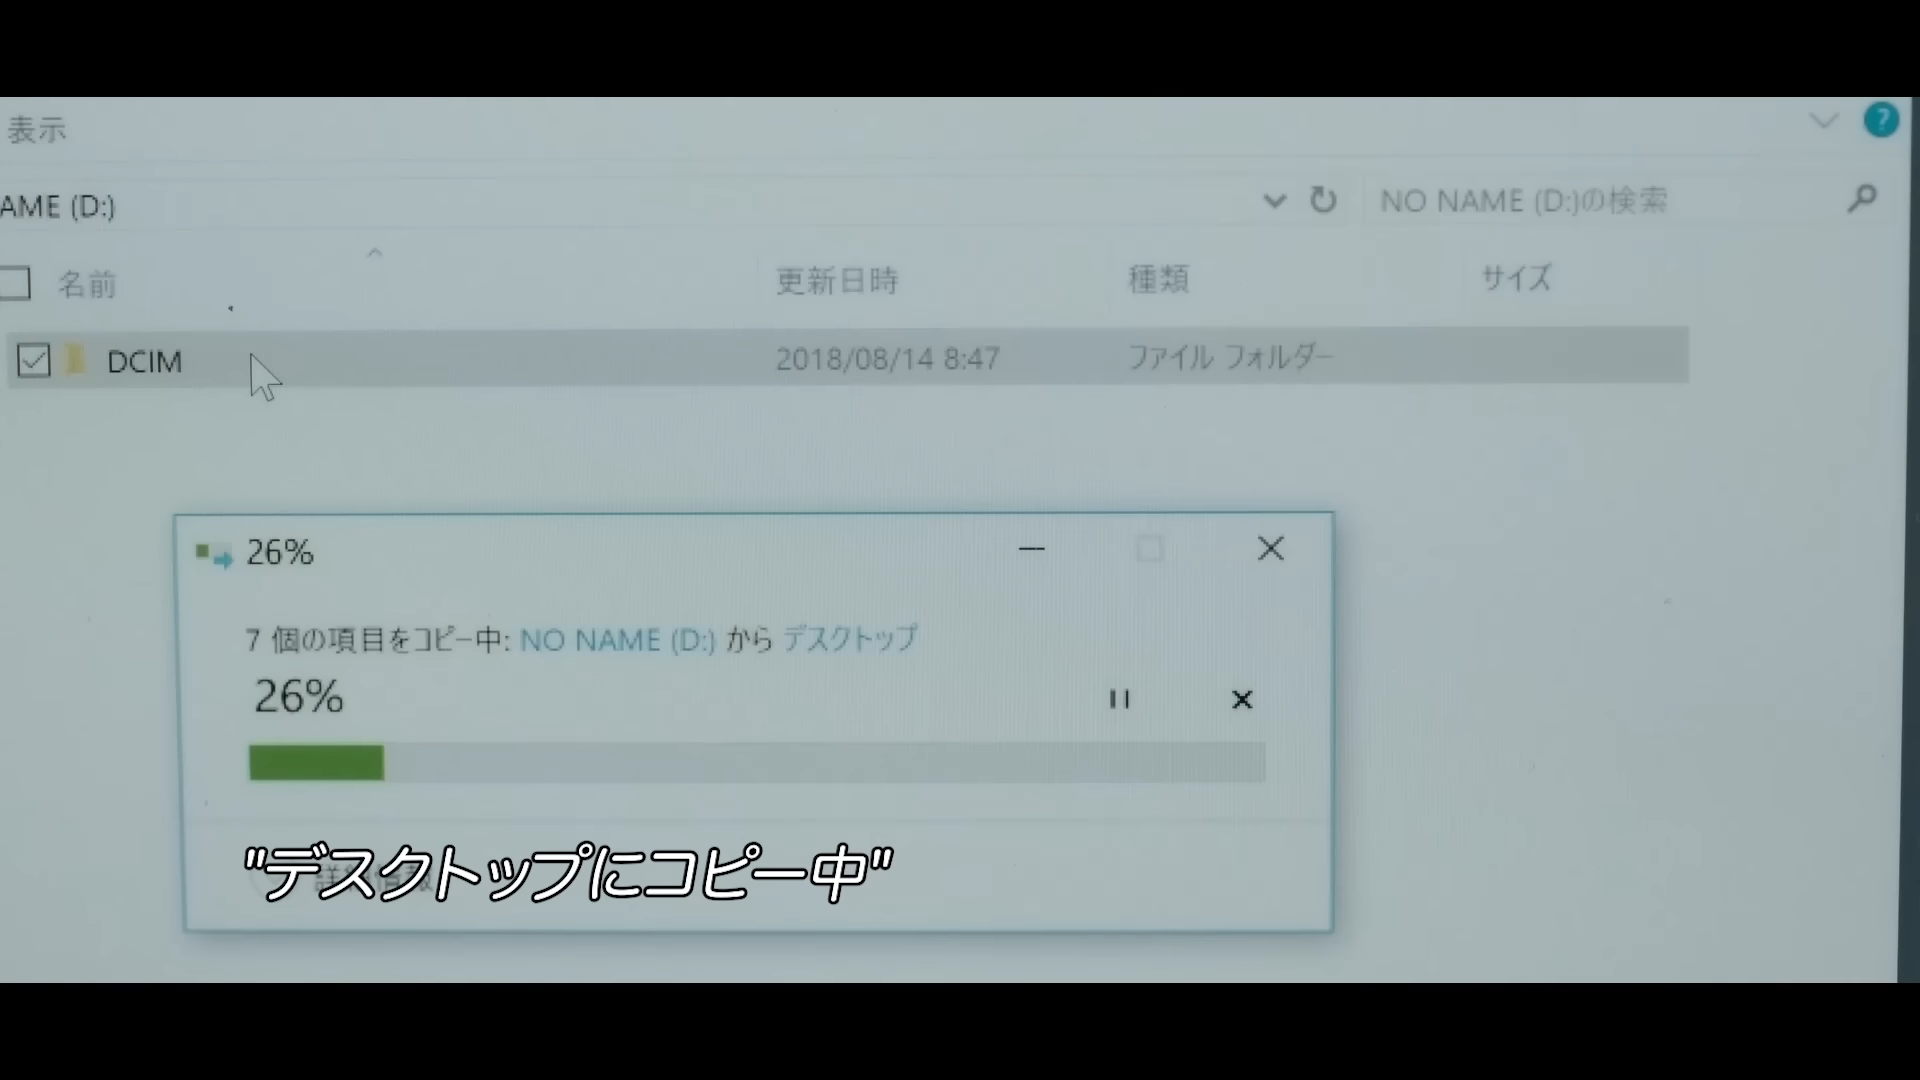 表示
AME (D:)
NO NAME (D:)の検索
名前
更新日時
種類
サイズ
DCIM
2018/08/14 8:47
ファイル フォルダー
26%
7 個の項目をコピー中: NO NAME (D:) から デスクトップ
26%
"デスクトップにコピー中"